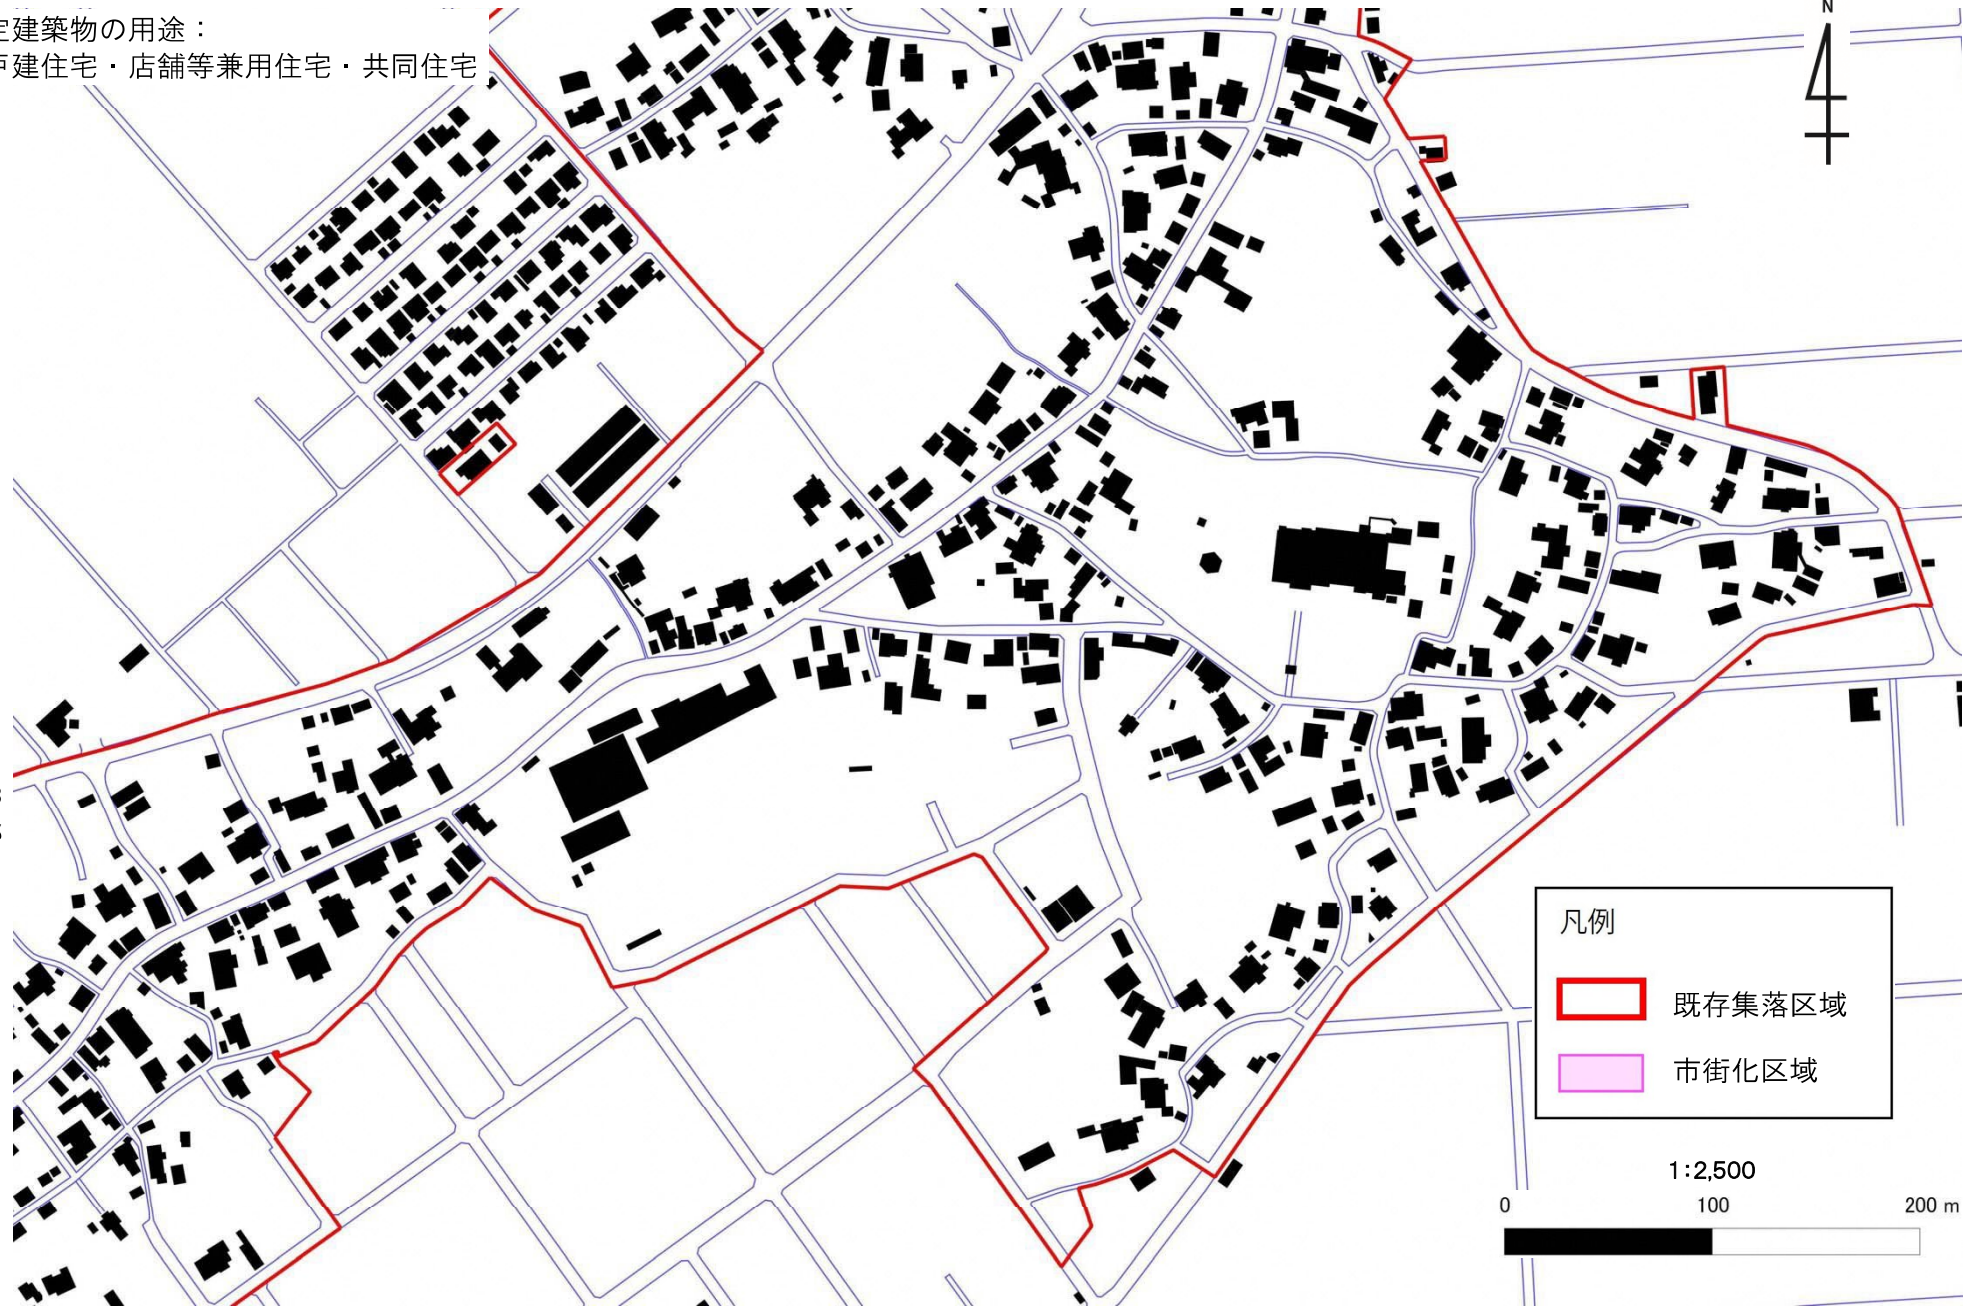 建築物の用途：
建住宅・店舗等兼用住宅・共同住宅
N
凡例
既存集落区域
市街化区域
1:2,500
0 100 200 m